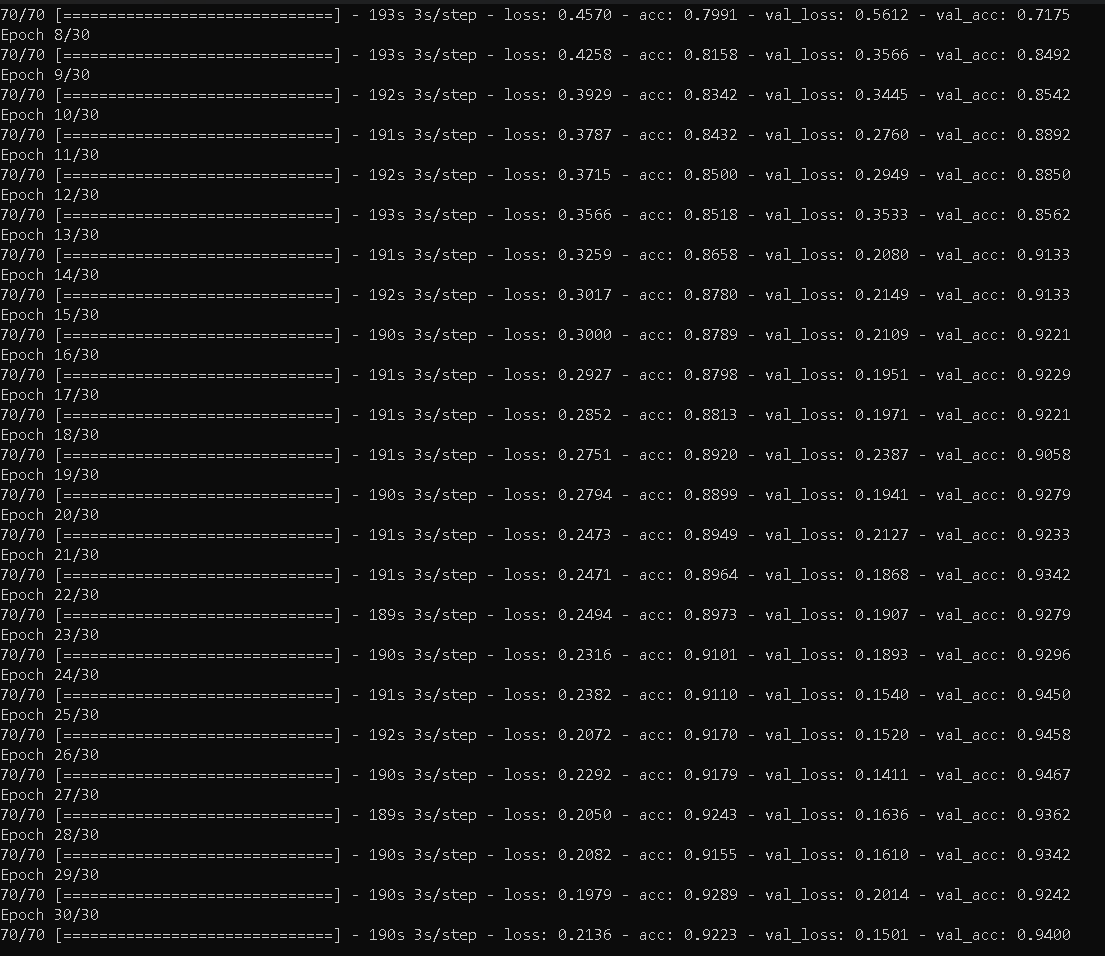 70/70 [==============================] - 193s 3s/step - loss: 0.4570 - acc: 0.7991 - val_loss: 0.5612 - val_acc: 0.7175
Epoch 8/30
70/70 [==============================] - 193s 3s/step - loss: 0.4258 - acc: 0.8158 - val_loss: 0.3566 - val_acc: 0.8492
Epoch 9/30
70/70 [==============================] - 192s 3s/step - loss: 0.3929 - acc: 0.8342 - val_loss: 0.3445 - val_acc: 0.8542
Epoch 10/30
70/70 [==============================] - 191s 3s/step - loss: 0.3787 - acc: 0.8432 - val_loss: 0.2760 - val_acc: 0.8892
Epoch 11/30
70/70 [==============================] - 192s 3s/step - loss: 0.3715 - acc: 0.8500 - val_loss: 0.2949 - val_acc: 0.8850
Epoch 12/30
70/70 [==============================] - 193s 3s/step - loss: 0.3566 - acc: 0.8518 - val_loss: 0.3533 - val_acc: 0.8562
Epoch 13/30
70/70 [==============================] - 191s 3s/step - loss: 0.3259 - acc: 0.8658 - val_loss: 0.2080 - val_acc: 0.9133
Epoch 14/30
70/70 [==============================] - 192s 3s/step - loss: 0.3017 - acc: 0.8780 - val_loss: 0.2149 - val_acc: 0.9133
Epoch 15/30
70/70 [==============================] - 190s 3s/step - loss: 0.3000 - acc: 0.8789 - val_loss: 0.2109 - val_acc: 0.9221
Epoch 16/30
70/70 [==============================] - 191s 3s/step - loss: 0.2927 - acc: 0.8798 - val_loss: 0.1951 - val_acc: 0.9229
Epoch 17/30
70/70 [==============================] - 191s 3s/step - loss: 0.2852 - acc: 0.8813 - val_loss: 0.1971 - val_acc: 0.9221
Epoch 18/30
70/70 [==============================] - 191s 3s/step - loss: 0.2751 - acc: 0.8920 - val_loss: 0.2387 - val_acc: 0.9058
Epoch 19/30
70/70 [==============================] - 190s 3s/step - loss: 0.2794 - acc: 0.8899 - val_loss: 0.1941 - val_acc: 0.9279
Epoch 20/30
70/70 [==============================] - 191s 3s/step - loss: 0.2473 - acc: 0.8949 - val_loss: 0.2127 - val_acc: 0.9233
Epoch 21/30
70/70 [==============================] - 191s 3s/step - loss: 0.2471 - acc: 0.8964 - val_loss: 0.1868 - val_acc: 0.9342
Epoch 22/30
70/70 [==============================] - 189s 3s/step - loss: 0.2494 - acc: 0.8973 - val_loss: 0.1907 - val_acc: 0.9279
Epoch 23/30
70/70 [==============================] - 190s 3s/step - loss: 0.2316 - acc: 0.9101 - val_loss: 0.1893 - val_acc: 0.9296
Epoch 24/30
70/70 [==============================] - 191s 3s/step - loss: 0.2382 - acc: 0.9110 - val_loss: 0.1540 - val_acc: 0.9450
Epoch 25/30
70/70 [==============================] - 192s 3s/step - loss: 0.2072 - acc: 0.9170 - val_loss: 0.1520 - val_acc: 0.9458
Epoch 26/30
70/70 [==============================] - 190s 3s/step - loss: 0.2292 - acc: 0.9179 - val_loss: 0.1411 - val_acc: 0.9467
Epoch 27/30
70/70 [==============================] - 189s 3s/step - loss: 0.2050 - acc: 0.9243 - val_loss: 0.1636 - val_acc: 0.9362
Epoch 28/30
70/70 [==============================] - 190s 3s/step - loss: 0.2082 - acc: 0.9155 - val_loss: 0.1610 - val_acc: 0.9342
Epoch 29/30
70/70 [==============================] - 190s 3s/step - loss: 0.1979 - acc: 0.9289 - val_loss: 0.2014 - val_acc: 0.9242
Epoch 30/30
70/70 [==============================] - 190s 3s/step - loss: 0.2136 - acc: 0.9223 - val_loss: 0.1501 - val_acc: 0.9400